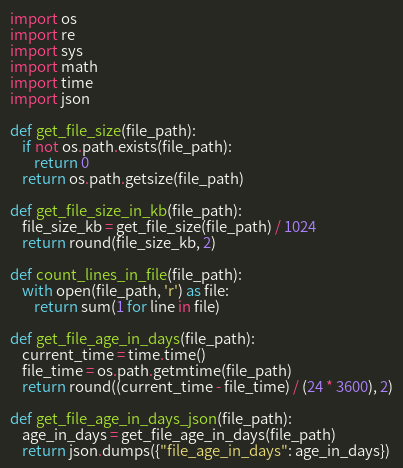 import os
import re
import sys
import math
import time
import json

def get_file_size(file_path):
    if not os.path.exists(file_path):
        return 0
    return os.path.getsize(file_path)

def get_file_size_in_kb(file_path):
    file_size_kb = get_file_size(file_path) / 1024
    return round(file_size_kb, 2)

def count_lines_in_file(file_path):
    with open(file_path, 'r') as file:
        return sum(1 for line in file)

def get_file_age_in_days(file_path):
    current_time = time.time()
    file_time = os.path.getmtime(file_path)
    return round((current_time - file_time) / (24 * 3600), 2)

def get_file_age_in_days_json(file_path):
    age_in_days = get_file_age_in_days(file_path)
    return json.dumps({"file_age_in_days": age_in_days})